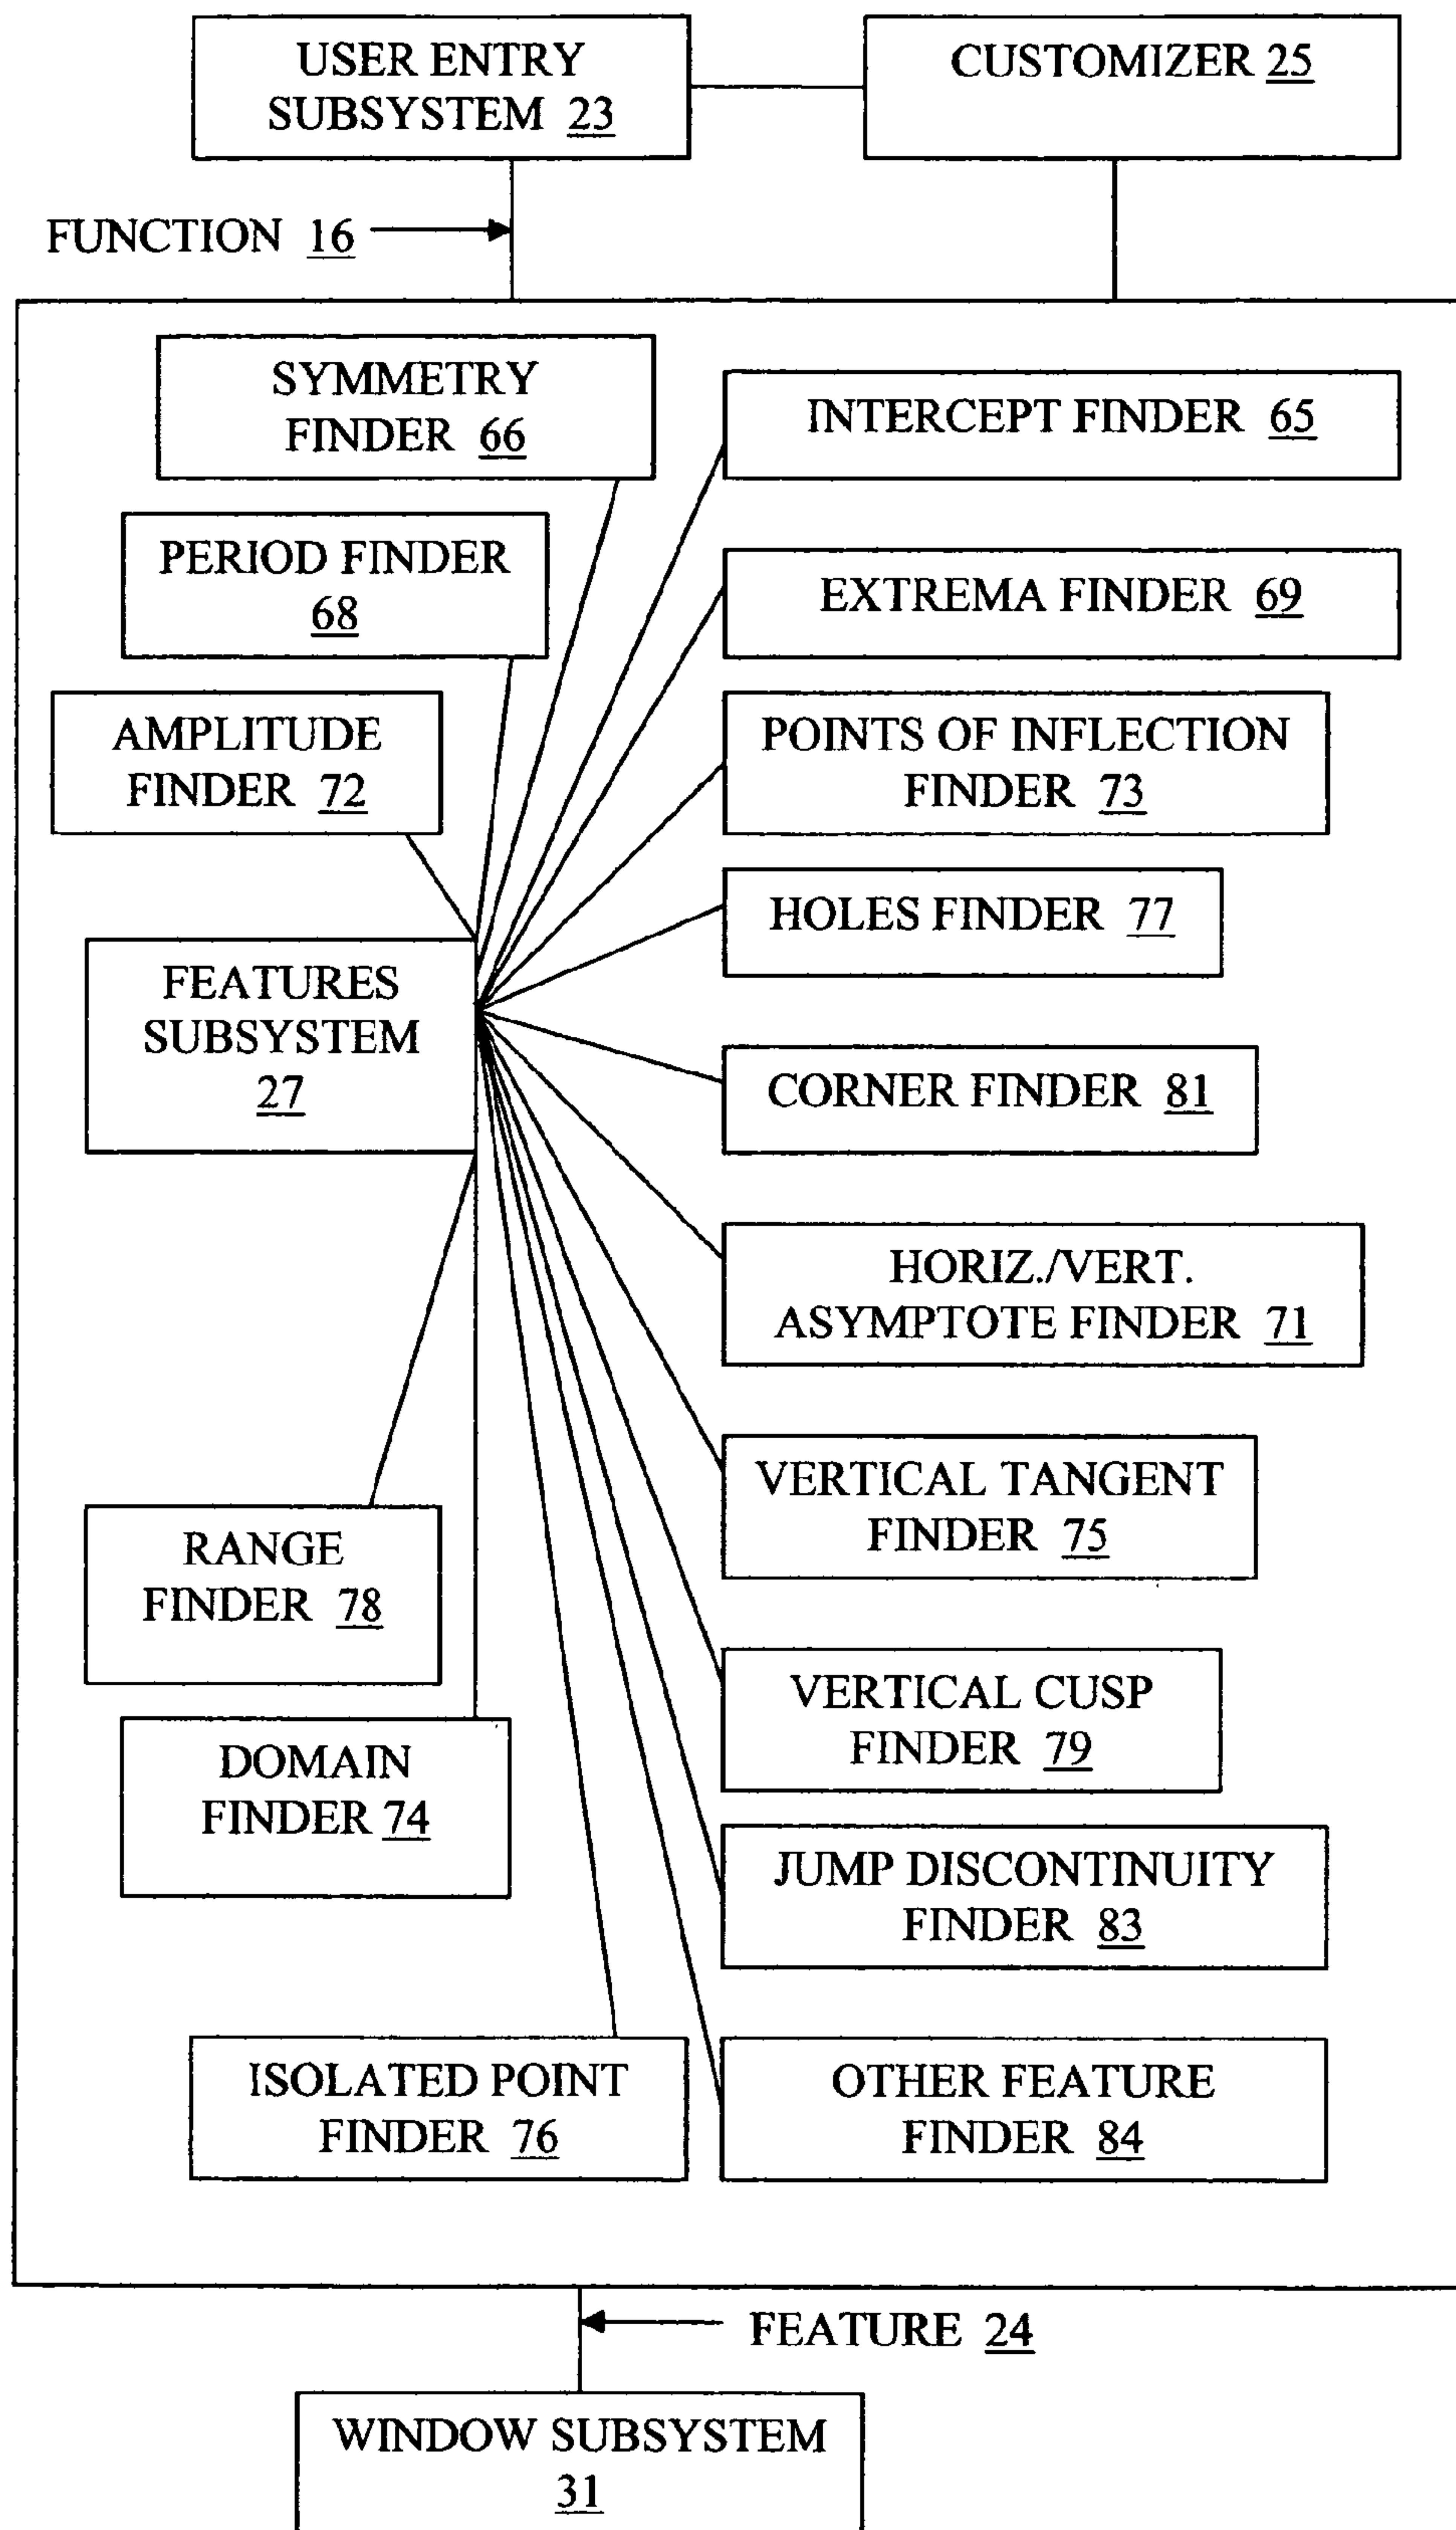 USER ENTRY
SUBSYSTEM 23
CUSTOMIZER 25
FUNCTION 16
SYMMETRY
FINDER 66
INTERCEPT FINDER 65
PERIOD FINDER
68
EXTREMA FINDER 69
AMPLITUDE
FINDER 72
POINTS OF INFLECTION
FINDER 73
HOLES FINDER 77
FEATURES
SUBSYSTEM
27
CORNER FINDER 81
HORIZ./VERT.
ASYMPTOTE FINDER 71
VERTICAL TANGENT
FINDER 75
RANGE
FINDER 78
VERTICAL CUSP
FINDER 79
DOMAIN
FINDER 74
JUMP DISCONTINUITY
FINDER 83
ISOLATED POINT
FINDER 76
OTHER FEATURE
FINDER 84
FEATURE 24
WINDOW SUBSYSTEM
31